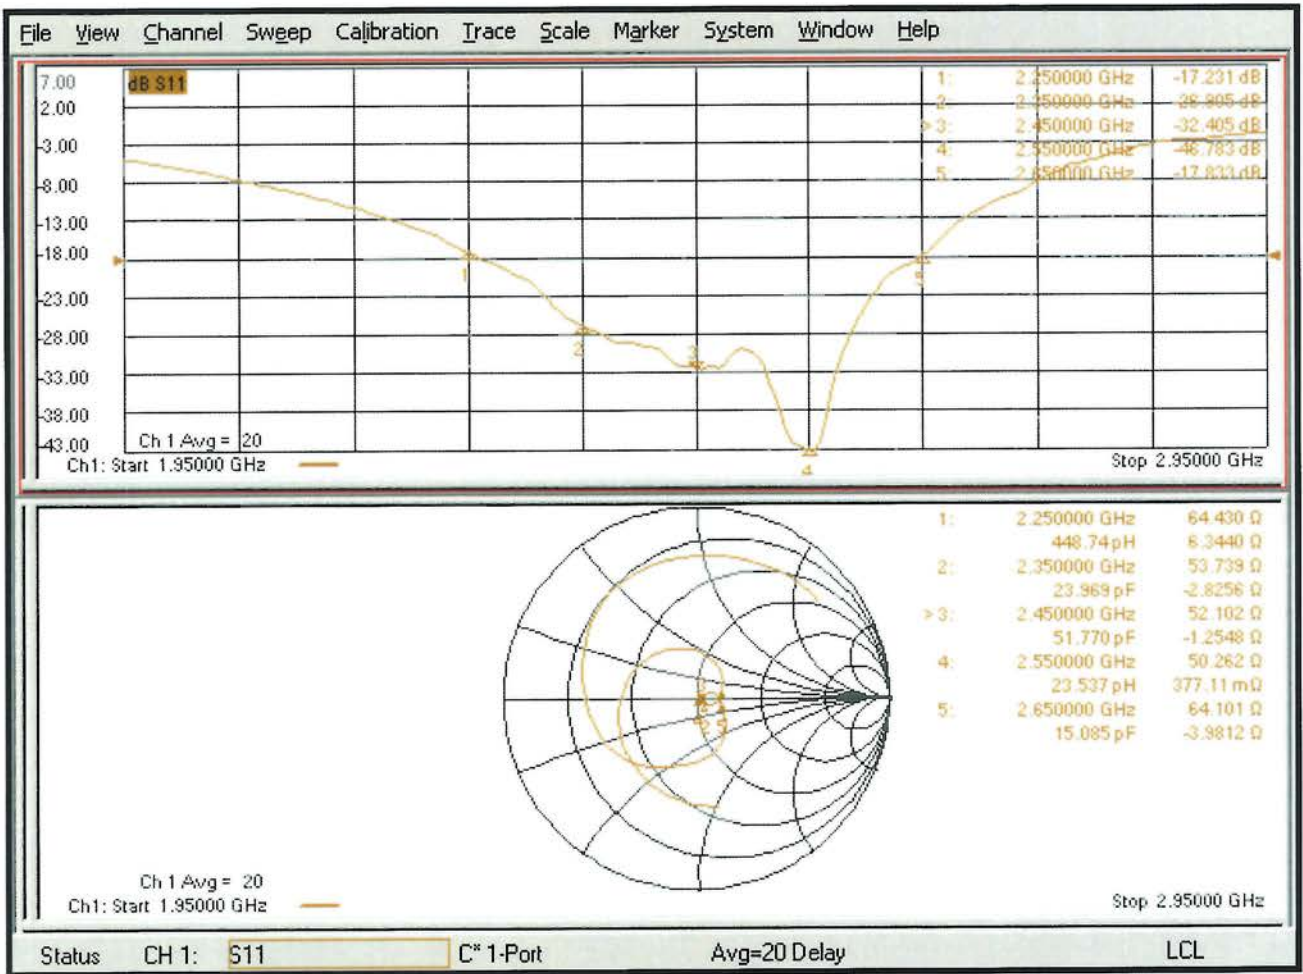 File View Channel Sweep Calibration Trace Scale Marker System Window Help
7.00
dB S11
2.00
-3.00
-8.00
-13.00
-18.00
-23.00
-28.00
-33.00
-38.00
-43.00
1: 2.250000 GHz -17.231 dB
2: 2.350000 GHz
> 3: 2.450000 GHz -32.405 dB
4: 2.550000 GHz -46.783 dB
5: 2.650000 GHz -17.833 dB
1
2
3
4
5
Ch 1 Avg = 20
Ch1: Start 1.95000 GHz
Stop 2.95000 GHz
1: 2.250000 GHz 64.430 Ω
448.74 pH 6.3440 Ω
2: 2.350000 GHz 53.739 Ω
23.969 pF -2.8256 Ω
> 3: 2.450000 GHz 52.102 Ω
51.770 pF -1.2548 Ω
4: 2.550000 GHz 50.262 Ω
23.537 pH 377.11 mΩ
5: 2.650000 GHz 64.101 Ω
15.085 pF -3.9812 Ω
Ch 1 Avg = 20
Ch1: Start 1.95000 GHz
Stop 2.95000 GHz
Status CH 1: S11 C* 1-Port Avg=20 Delay LCL